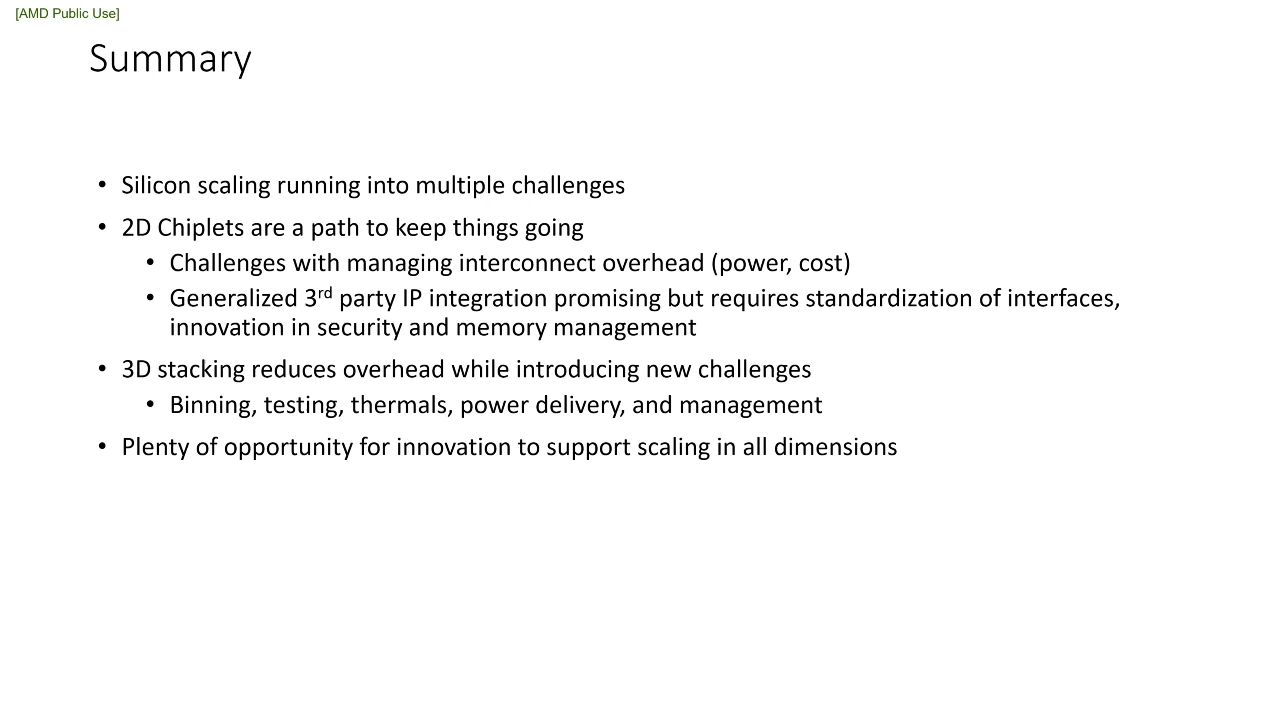 [AMD Public Use]
Summary
• Silicon scaling running into multiple challenges
• 2D Chiplets are a path to keep things going
• Challenges with managing interconnect overhead (power, cost)
• Generalized 3rd party IP integration promising but requires standardization of interfaces,
innovation in security and memory management
• 3D stacking reduces overhead while introducing new challenges
• Binning, testing, thermals, power delivery, and management
• Plenty of opportunity for innovation to support scaling in all dimensions